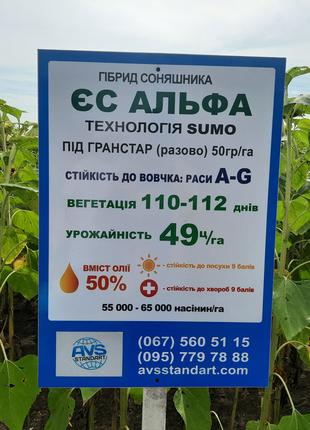 ГІБРИД СОНЯШНИКА
ЄС АЛЬФА
ТЕХНОЛОГІЯ SUMO
ПІД ГРАНСТАР (разово) 50гр/га
СТІЙКІСТЬ ДО ВОВЧКА: РАСИ A-G
ВЕГЕТАЦІЯ 110-112 днів
УРОЖАЙНІСТЬ 49ц/га
ВМІСТ ОЛІЇ
50%
- стійкість до посухи 9 балів
- стійкість до хвороб 9 балів
55 000 - 65 000 насінин/га
AVS
STANDART
(067) 560 51 15
(095) 779 78 88
avsstandart.com